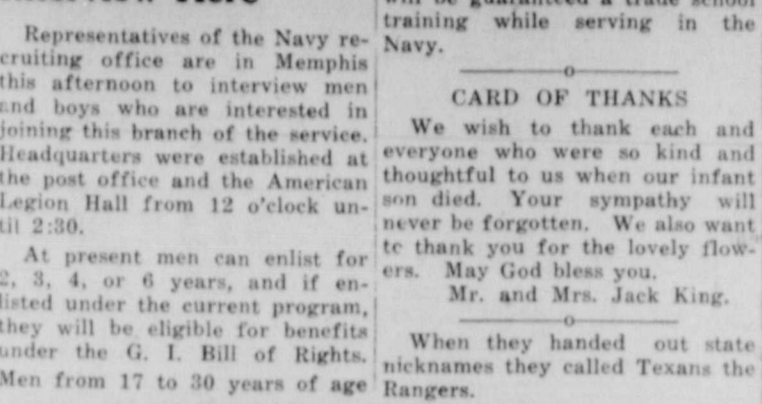 Representatives of the Navy re-
cruiting office are in Memphis
this afternoon to interview men
and boys who are interested in
joining this branch of the service.
Headquarters were established at
the post office and the American
Legion Hall from 12 o'clock un-
til 2:30.
At present men can enlist for
2, 3, 4, or 6 years, and if en-
listed under the current program,
they will be eligible for benefits
under the G. I. Bill of Rights.
Men from 17 to 30 years of age
will be guaranteed a trade school
training while serving in the
Navy.
o
CARD OF THANKS
We wish to thank each and
everyone who were so kind and
thoughtful to us when our infant
son died. Your sympathy will
never be forgotten. We also want
to thank you for the lovely flow-
ers. May God bless you.
Mr. and Mrs. Jack King.
o
When they handed out state
nicknames they called Texans the
Rangers.